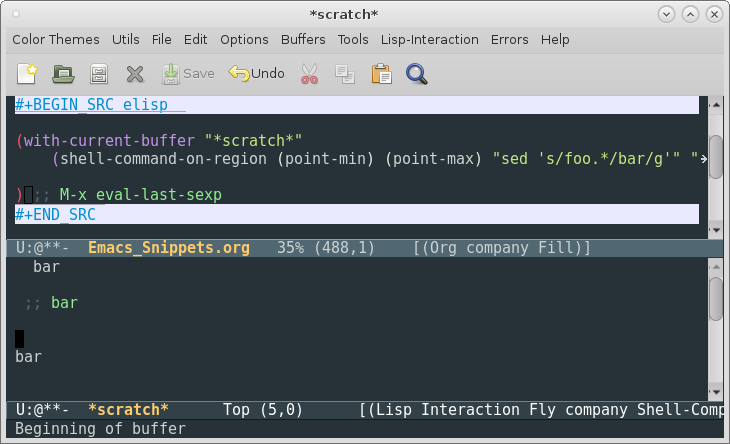 *scratch*
Color Themes Utils File Edit Options Buffers Tools Lisp-Interaction Errors Help
Save Undo
#+BEGIN_SRC elisp
(with-current-buffer "*scratch*"
    (shell-command-on-region (point-min) (point-max) "sed 's/foo.*/bar/g'" "
) ;; M-x eval-last-sexp
#+END_SRC
U:@**-  Emacs_Snippets.org   35% (488,1)    [(Org company Fill)]
  bar
 ;; bar
bar
U:@**-  *scratch*      Top (5,0)      [(Lisp Interaction Fly company Shell-Comp
Beginning of buffer